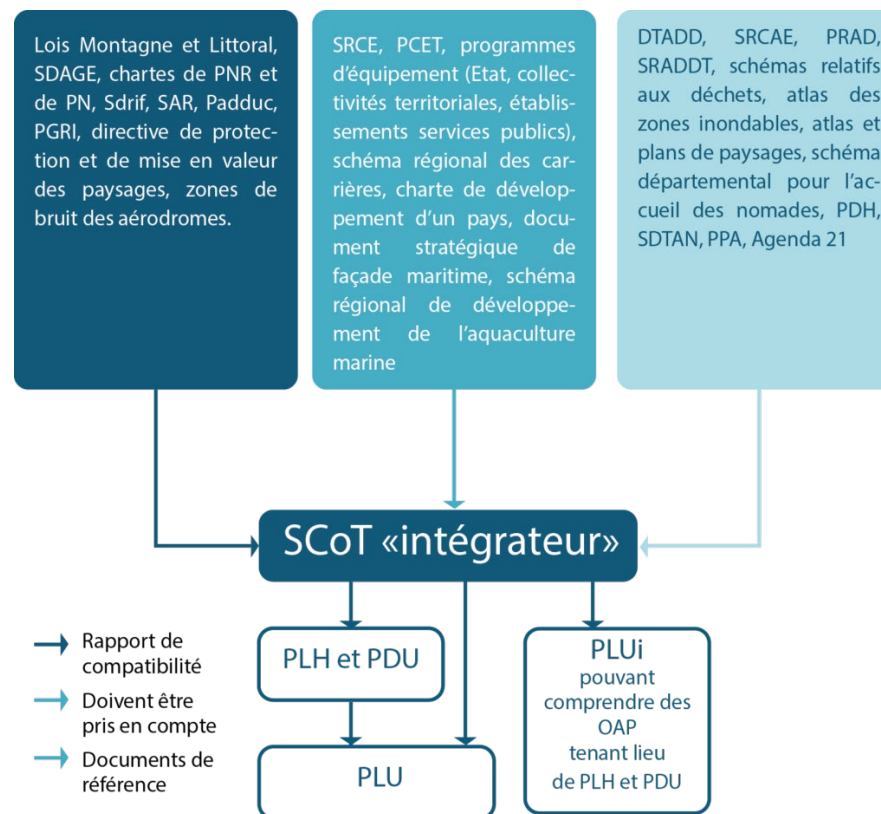 Lois Montagne et Littoral,
SDAGE, chartes de PNR et
de PN, Sdrif, SAR, Padduc,
PGRI, directive de protec-
tion et de mise en valeur
des paysages, zones de
bruit des aérodromes.
SRCE, PCET, programmes
d'équipement (Etat, collec-
tivités territoriales, établis-
sements services publics),
schéma régional des car-
rières, charte de dévelop-
pement d'un pays, docu-
ment stratégique de
façade maritime, schéma
régional de développe-
ment de l'aquaculture
marine
DTADD, SRCAE, PRAD,
SRADDT, schémas relatifs
aux déchets, atlas des
zones inondables, atlas et
plans de paysages, schéma
départemental pour l'ac-
cueil des nomades, PDH,
SDTAN, PPA, Agenda 21
SCoT «intégrateur»
Rapport de
compatibilité
Doivent être
pris en compte
Documents de
référence
PLH et PDU
PLU
PLUi
pouvant
comprendre des
OAP
tenant lieu
de PLH et PDU